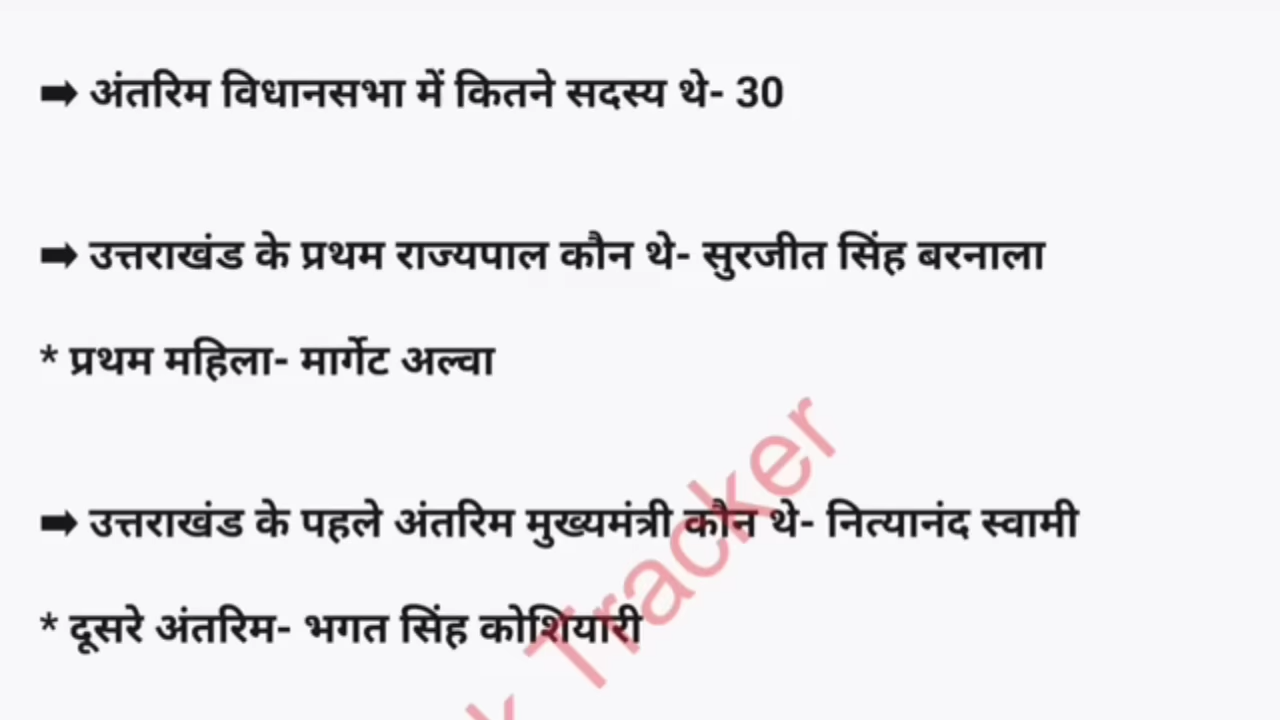 ➡ अंतरिम विधानसभा में कितने सदस्य थे- 30
➡ उत्तराखंड के प्रथम राज्यपाल कौन थे- सुरजीत सिंह बरनाला
* प्रथम महिला- मार्गेट अल्वा
➡ उत्तराखंड के पहले अंतरिम मुख्यमंत्री कौन थे- नित्यानंद स्वामी
* दूसरे अंतरिम- भगत सिंह कोशियारी
k Tracker